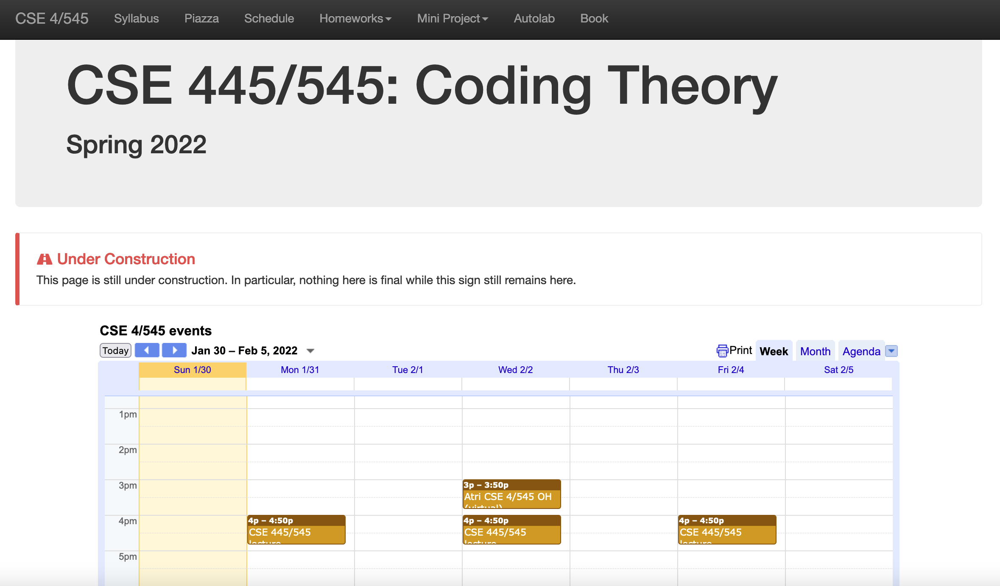 CSE 4/545 Syllabus Piazza Schedule Homeworks Mini Project Autolab Book
CSE 445/545: Coding Theory
Spring 2022
Under Construction
This page is still under construction. In particular, nothing here is final while this sign still remains here.
CSE 4/545 events
Today Jan 30 – Feb 5, 2022 Print Week Month Agenda
Sun 1/30 Mon 1/31 Tue 2/1 Wed 2/2 Thu 2/3 Fri 2/4 Sat 2/5
1pm
2pm
3pm 3p – 3:50p
Atri CSE 4/545 OH
(virtual)
4pm 4p – 4:50p 4p – 4:50p 4p – 4:50p
CSE 445/545 CSE 445/545 CSE 445/545
lecture lecture lecture
5pm